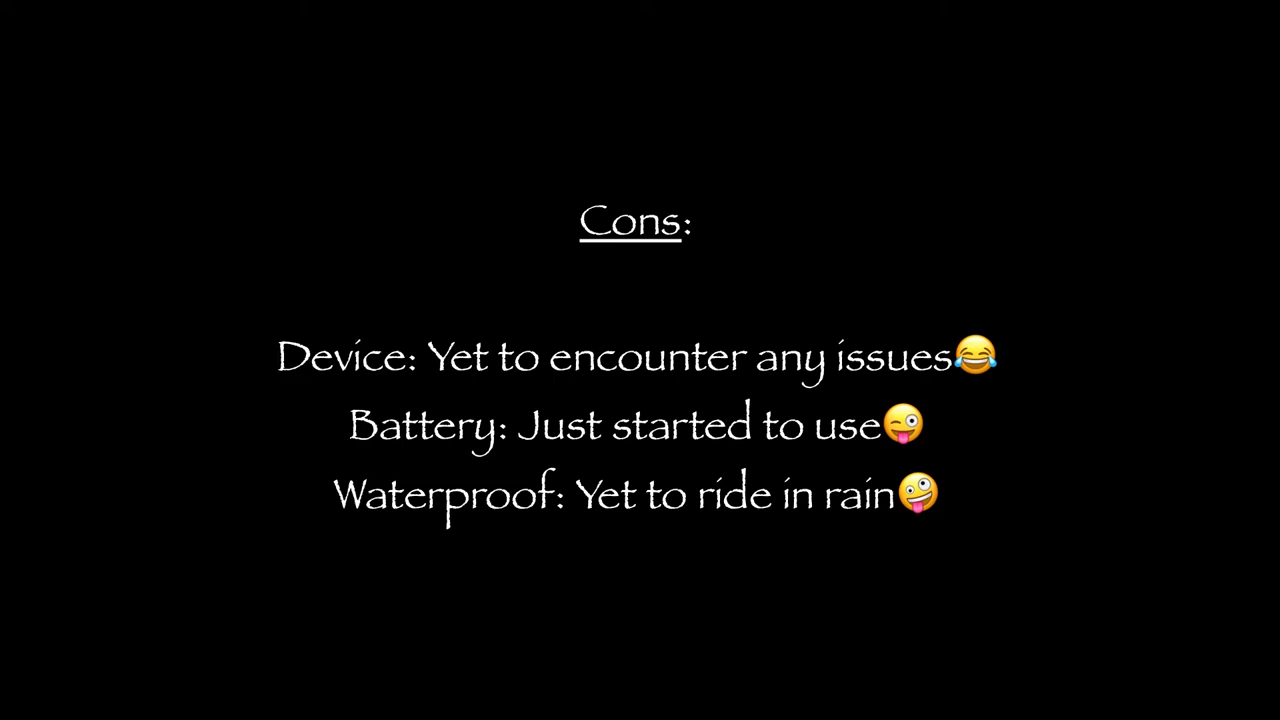 Cons:
Device: Yet to encounter any issues😂
Battery: Just started to use😜
Waterproof: Yet to ride in rain🤪